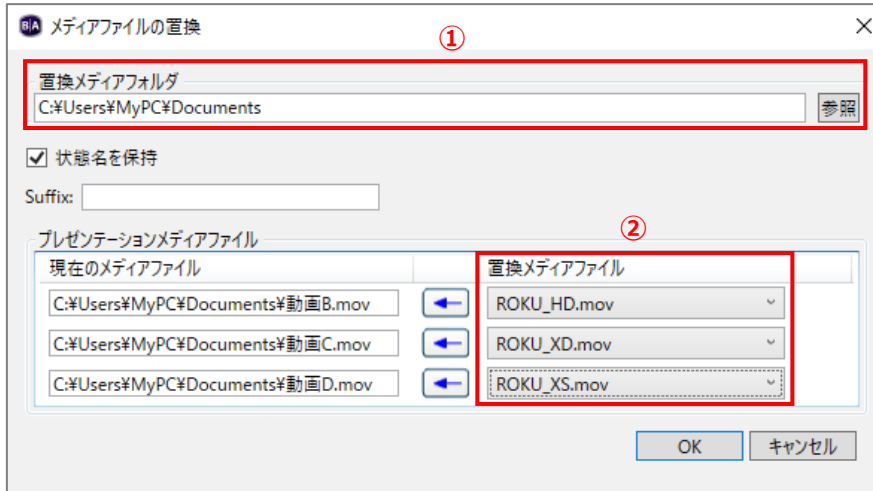 B|A メディアファイルの置換
①
置換メディアフォルダ
C:¥Users¥MyPC¥Documents 参照
状態名を保持
Suffix:
②
プレゼンテーションメディアファイル
現在のメディアファイル 置換メディアファイル
C:¥Users¥MyPC¥Documents¥動画B.mov ROKU_HD.mov
C:¥Users¥MyPC¥Documents¥動画C.mov ROKU_XD.mov
C:¥Users¥MyPC¥Documents¥動画D.mov ROKU_XS.mov
OK キャンセル